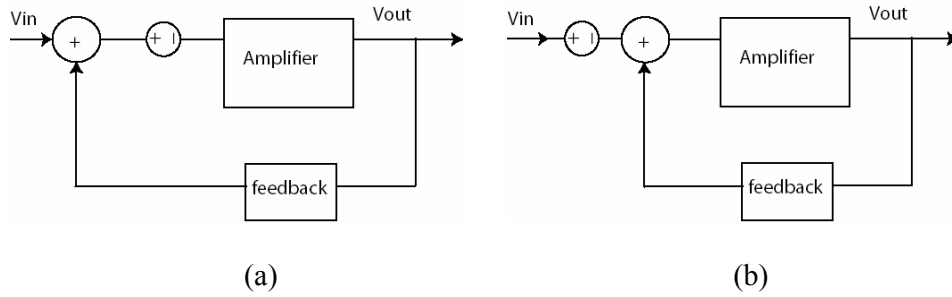 Vin
Vout
+
+ −
Amplifier
feedback
(a)
Vin
Vout
+ −
+
Amplifier
feedback
(b)